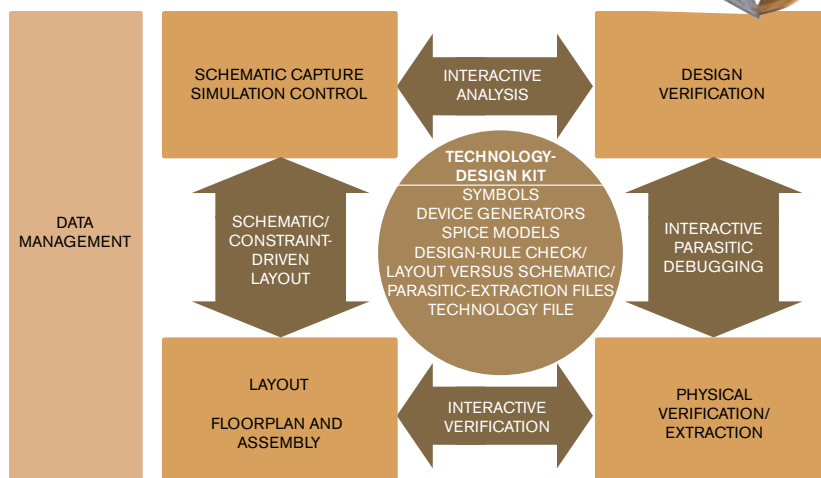 DATA
MANAGEMENT
SCHEMATIC CAPTURE
SIMULATION CONTROL
INTERACTIVE
ANALYSIS
DESIGN
VERIFICATION
SCHEMATIC/
CONSTRAINT-
DRIVEN
LAYOUT
TECHNOLOGY-
DESIGN KIT
SYMBOLS
DEVICE GENERATORS
SPICE MODELS
DESIGN-RULE CHECK/
LAYOUT VERSUS SCHEMATIC/
PARASITIC-EXTRACTION FILES
TECHNOLOGY FILE
INTERACTIVE
PARASITIC
DEBUGGING
LAYOUT
FLOORPLAN AND
ASSEMBLY
INTERACTIVE
VERIFICATION
PHYSICAL
VERIFICATION/
EXTRACTION